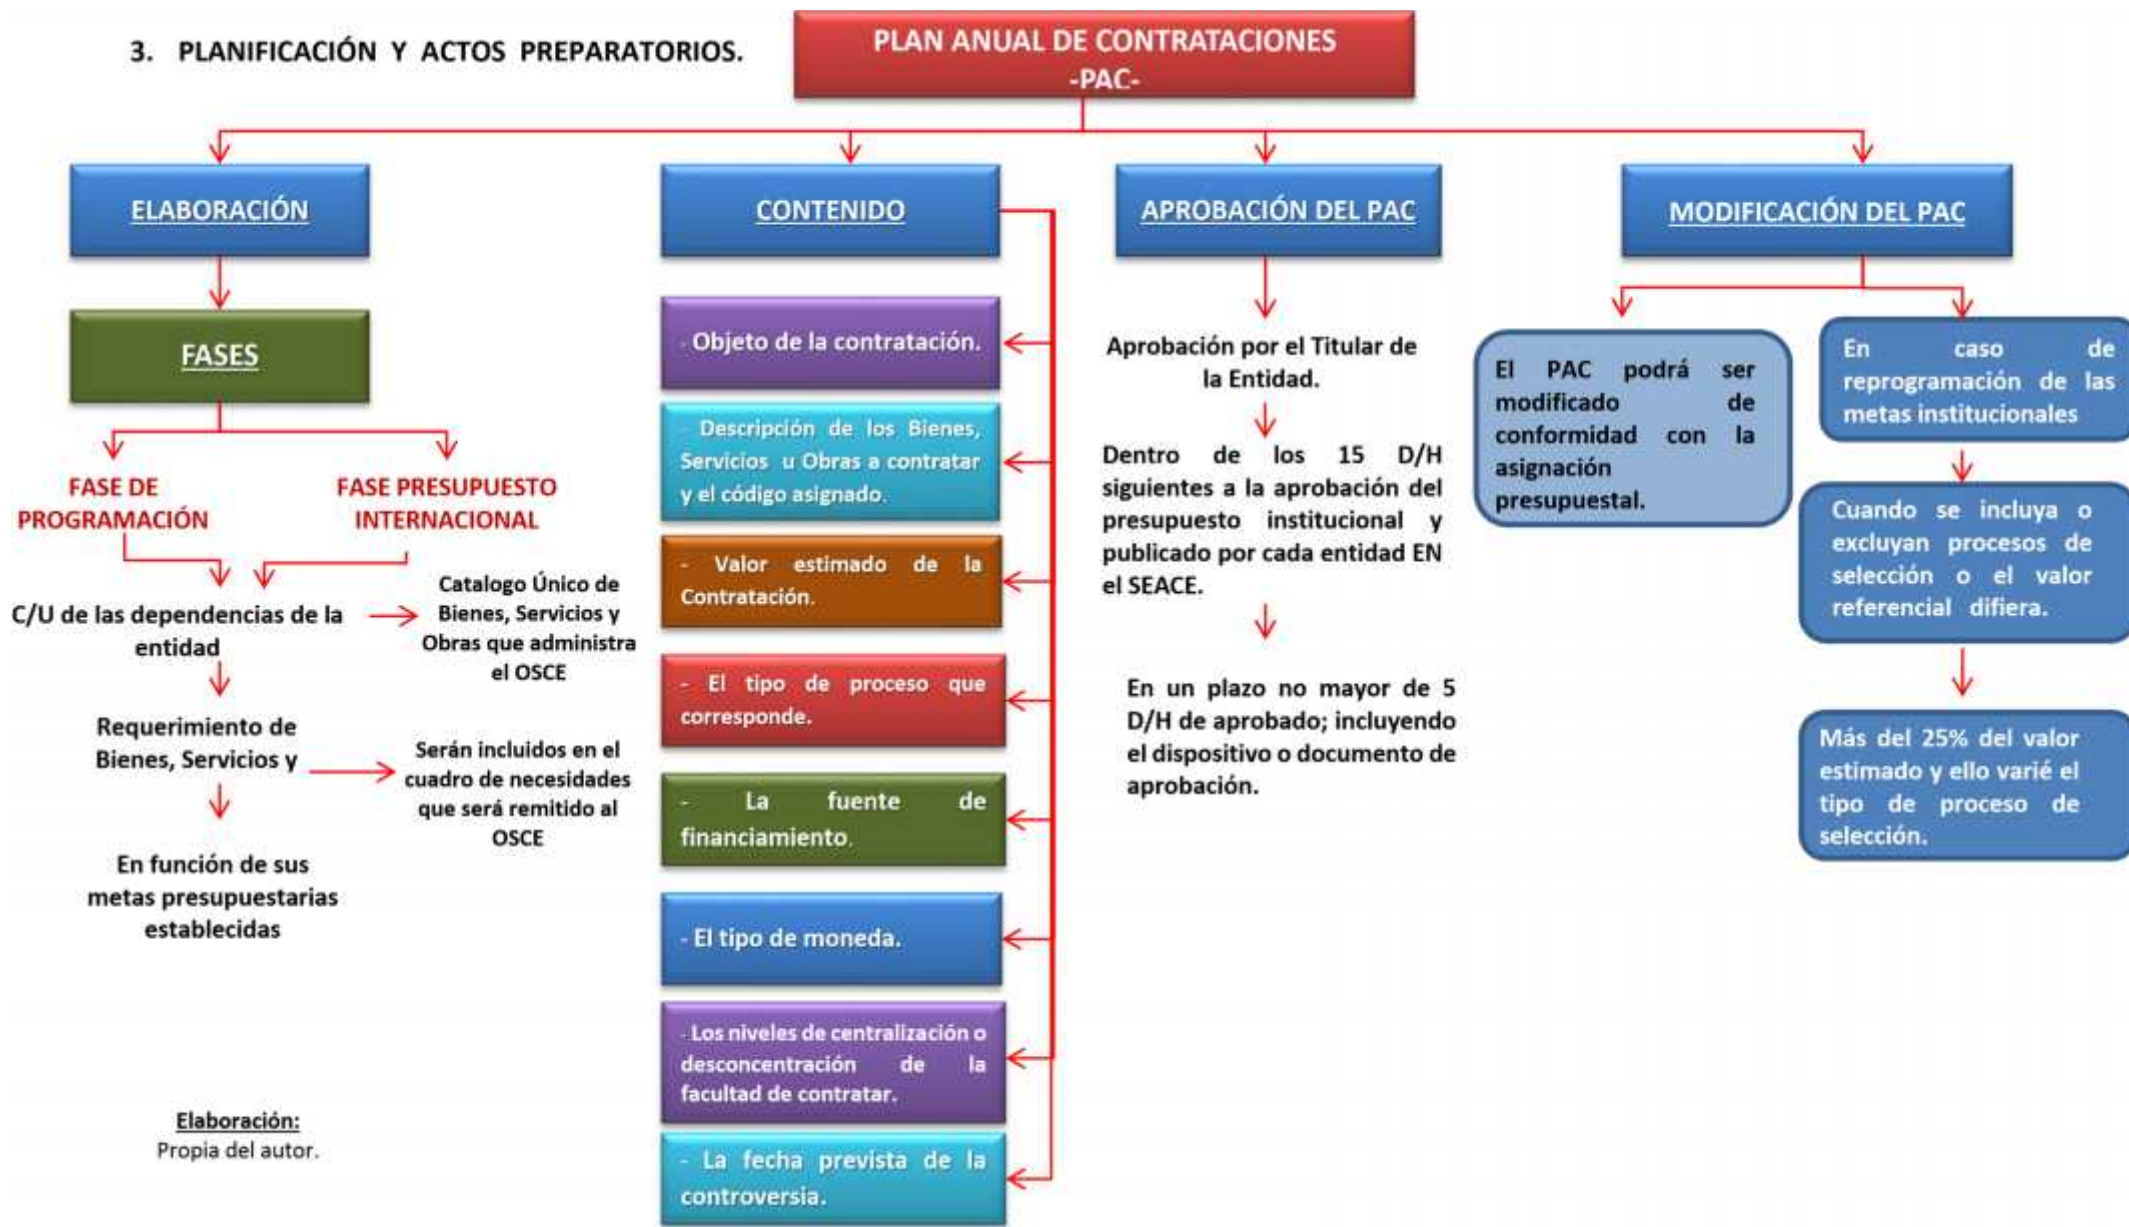 3. PLANIFICACIÓN Y ACTOS PREPARATORIOS.
PLAN ANUAL DE CONTRATACIONES
-PAC-
ELABORACIÓN
FASES
FASE DE
PROGRAMACIÓN
FASE PRESUPUESTO
INTERNACIONAL
C/U de las dependencias de la
entidad
Catalogo Único de
Bienes, Servicios y
Obras que administra
el OSCE
Requerimiento de
Bienes, Servicios y
Serán incluidos en el
cuadro de necesidades
que será remitido al
OSCE
En función de sus
metas presupuestarias
establecidas
Elaboración:
Propia del autor.
CONTENIDO
- Objeto de la contratación.
- Descripción de los Bienes,
Servicios u Obras a contratar
y el código asignado.
- Valor estimado de la
Contratación.
- El tipo de proceso que
corresponde.
- La fuente de
financiamiento.
- El tipo de moneda.
- Los niveles de centralización o
desconcentración de la
facultad de contratar.
- La fecha prevista de la
controversia.
APROBACIÓN DEL PAC
Aprobación por el Titular de
la Entidad.
Dentro de los 15 D/H
siguientes a la aprobación del
presupuesto institucional y
publicado por cada entidad EN
el SEACE.
En un plazo no mayor de 5
D/H de aprobado; incluyendo
el dispositivo o documento de
aprobación.
MODIFICACIÓN DEL PAC
El PAC podrá ser
modificado de
conformidad con la
asignación
presupuestal.
En caso de
reprogramación de las
metas institucionales
Cuando se incluya o
excluyan procesos de
selección o el valor
referencial difiera.
Más del 25% del valor
estimado y ello varié el
tipo de proceso de
selección.